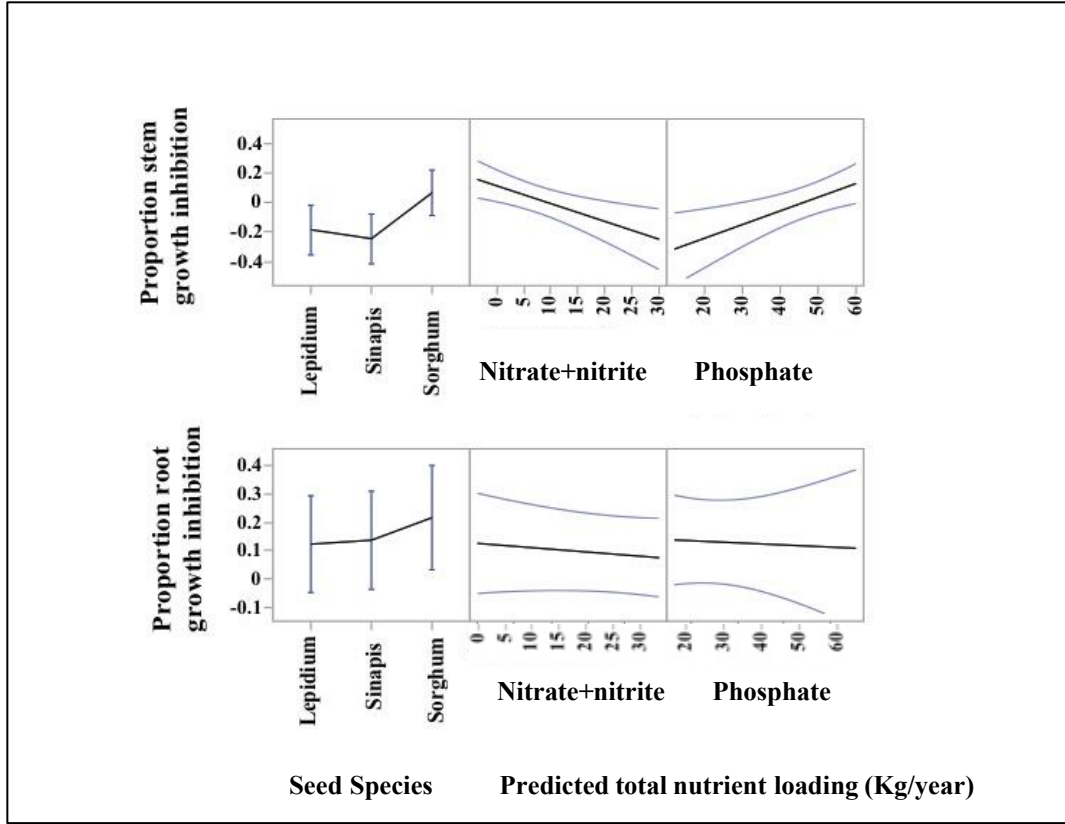 Proportion stem
growth inhibition
0.4
0.2
0
-0.2
-0.4
Lepidium
Sinapis
Sorghum
0
5
10
15
20
25
30
20
30
40
50
60
Nitrate+nitrite
Phosphate
Proportion root
growth inhibition
0.4
0.3
0.2
0.1
0
-0.1
Lepidium
Sinapis
Sorghum
0
5
10
15
20
25
30
20
30
40
50
60
Nitrate+nitrite
Phosphate
Seed Species
Predicted total nutrient loading (Kg/year)